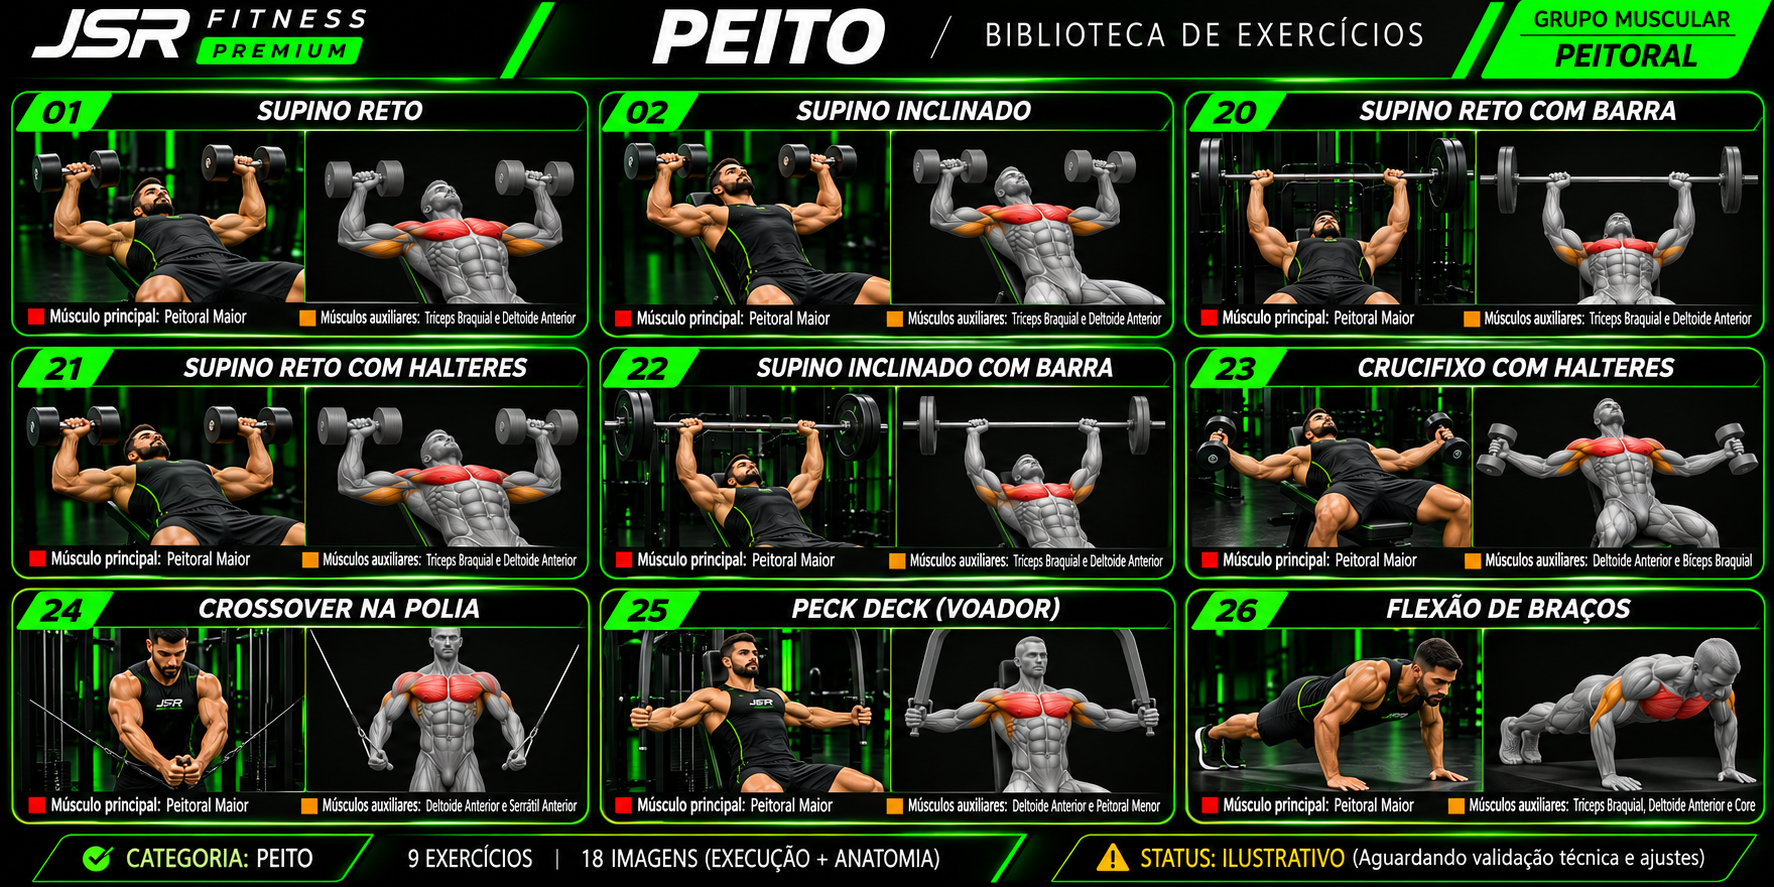 JSR FITNESS
PREMIUM
PEITO / BIBLIOTECA DE EXERCÍCIOS
GRUPO MUSCULAR
PEITORAL
01 SUPINO RETO
Músculo principal: Peitoral Maior
Músculos auxiliares: Tríceps Braquial e Deltoide Anterior
02 SUPINO INCLINADO
Músculo principal: Peitoral Maior
Músculos auxiliares: Tríceps Braquial e Deltoide Anterior
20 SUPINO RETO COM BARRA
Músculo principal: Peitoral Maior
Músculos auxiliares: Tríceps Braquial e Deltoide Anterior
21 SUPINO RETO COM HALTERES
Músculo principal: Peitoral Maior
Músculos auxiliares: Tríceps Braquial e Deltoide Anterior
22 SUPINO INCLINADO COM BARRA
Músculo principal: Peitoral Maior
Músculos auxiliares: Tríceps Braquial e Deltoide Anterior
23 CRUCIFIXO COM HALTERES
Músculo principal: Peitoral Maior
Músculos auxiliares: Deltoide Anterior e Bíceps Braquial
24 CROSSOVER NA POLIA
JSR
Músculo principal: Peitoral Maior
Músculos auxiliares: Deltoide Anterior e Serrátil Anterior
25 PECK DECK (VOADOR)
JSR
Músculo principal: Peitoral Maior
Músculos auxiliares: Deltoide Anterior e Peitoral Menor
26 FLEXÃO DE BRAÇOS
Músculo principal: Peitoral Maior
Músculos auxiliares: Tríceps Braquial, Deltoide Anterior e Core
CATEGORIA: PEITO
9 EXERCÍCIOS | 18 IMAGENS (EXECUÇÃO + ANATOMIA)
STATUS: ILUSTRATIVO (Aguardando validação técnica e ajustes)